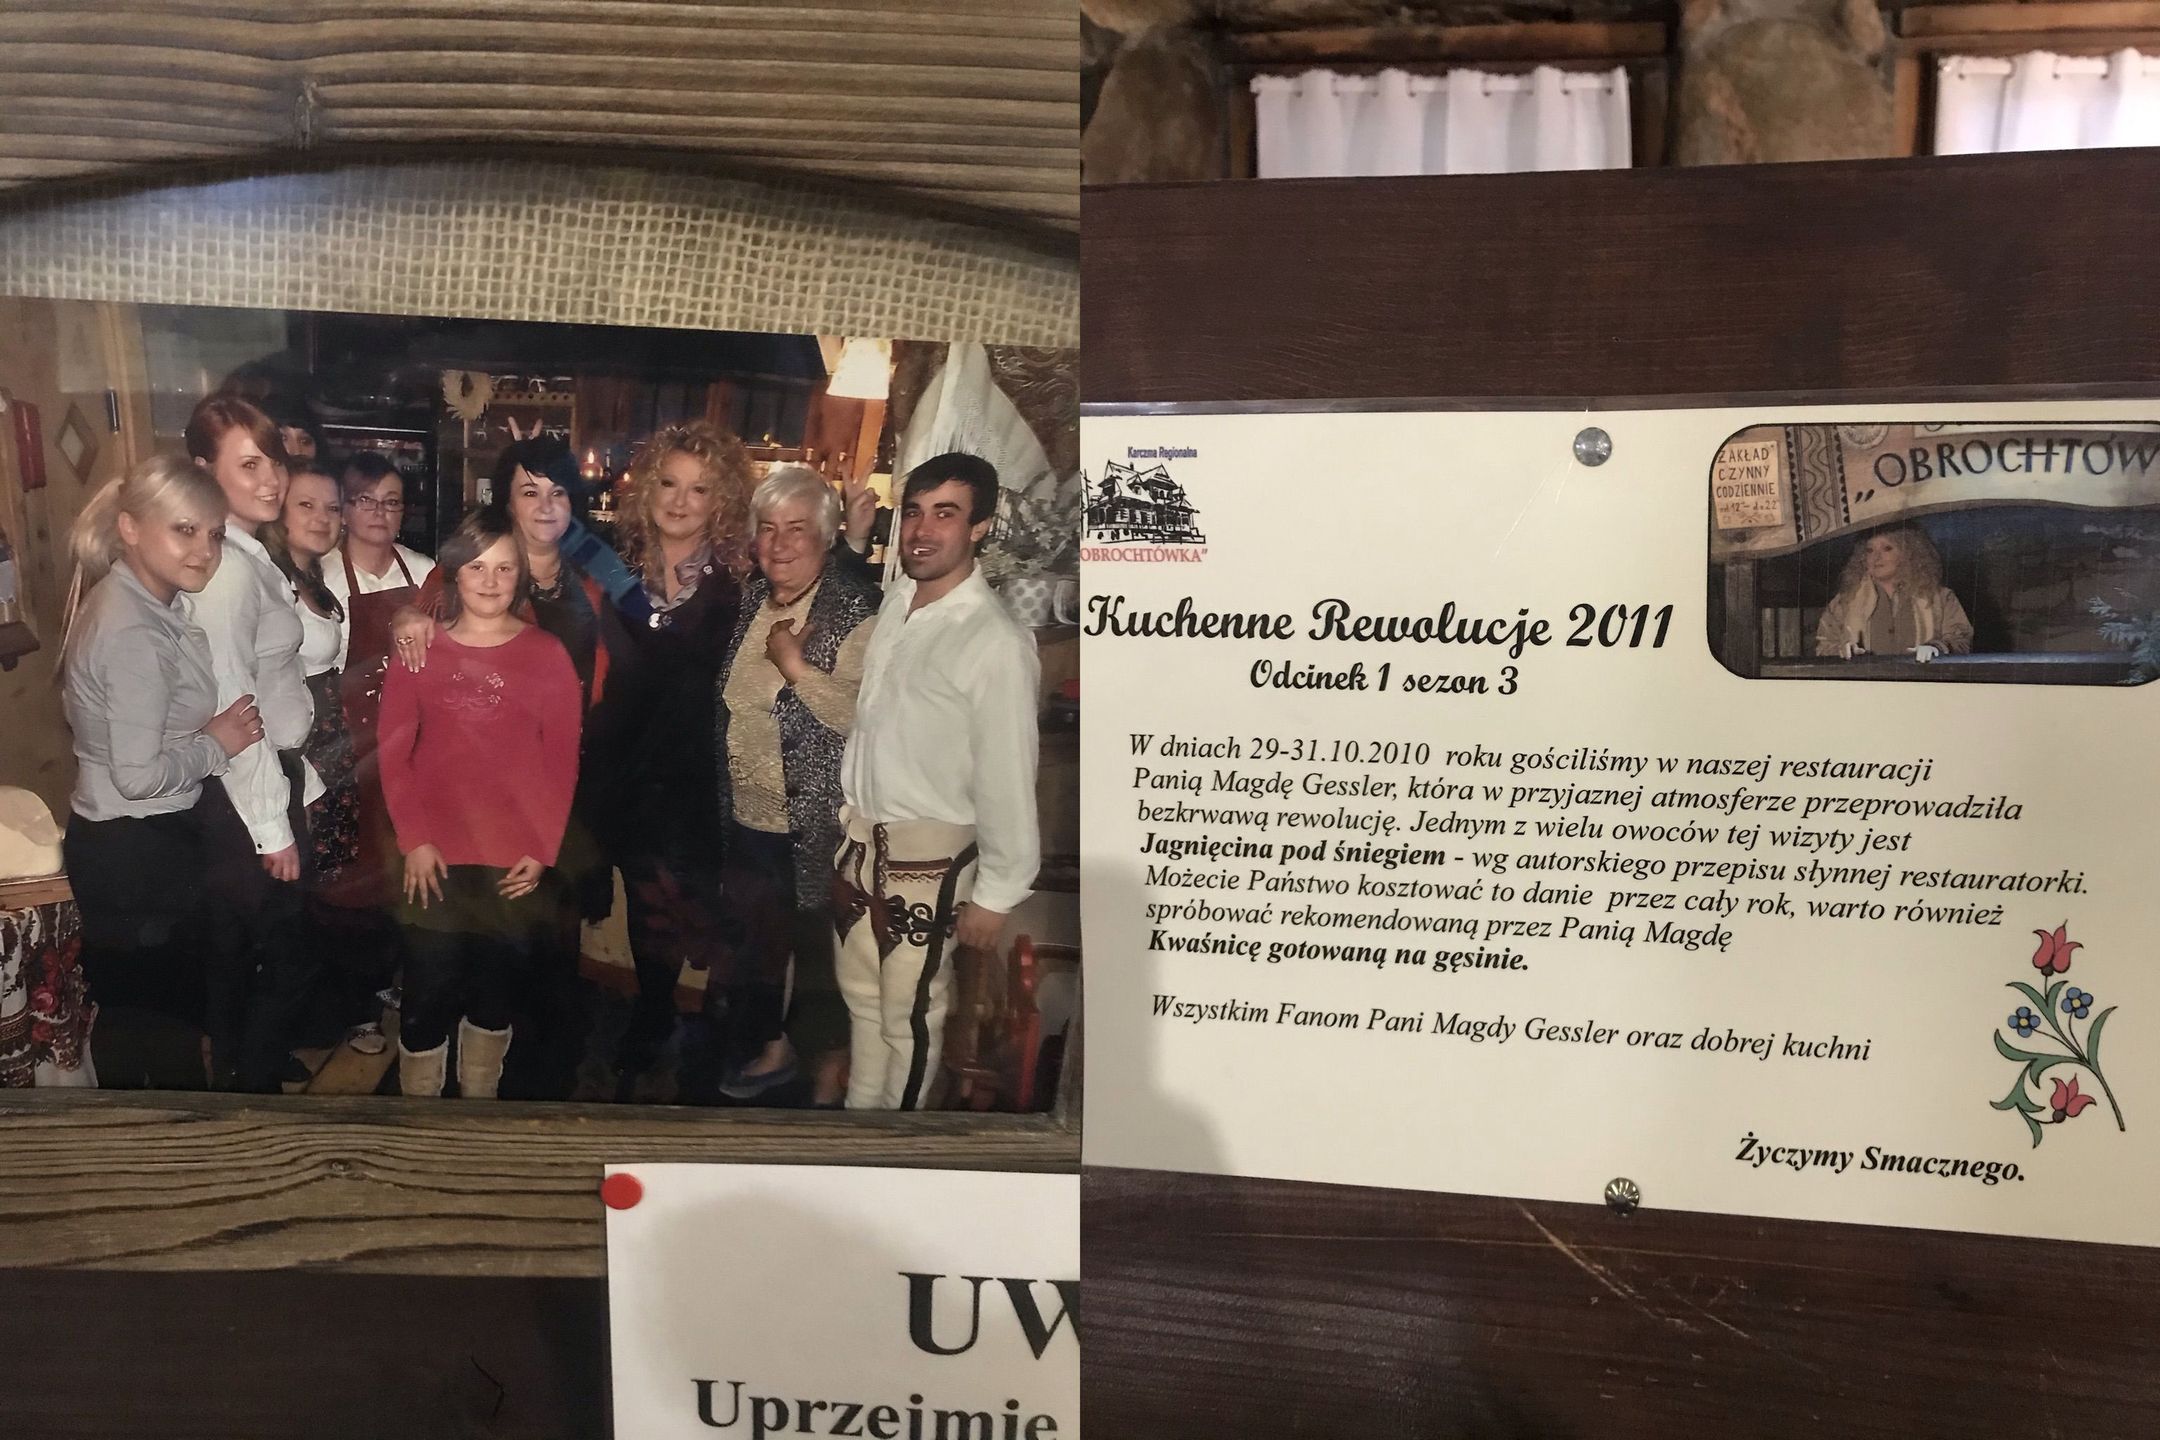 UW
Uprzejmie
Karczma Regionalna
OBROCHTÓWKA"
ZAKŁAD
CZYNNY
CODZIENNIE
od 12 - do 22
„OBROCHTÓW
Kuchenne Rewolucje 2011
Odcinek 1 sezon 3
W dniach 29-31.10.2010 roku gościliśmy w naszej restauracji
Panią Magdę Gessler, która w przyjaznej atmosferze przeprowadziła
bezkrwawą rewolucję. Jednym z wielu owoców tej wizyty jest
Jagnięcina pod śniegiem - wg autorskiego przepisu słynnej restauratorki.
Możecie Państwo kosztować to danie przez cały rok, warto również
spróbować rekomendowaną przez Panią Magdę
Kwaśnicę gotowaną na gęsinie.
Wszystkim Fanom Pani Magdy Gessler oraz dobrej kuchni
Życzymy Smacznego.